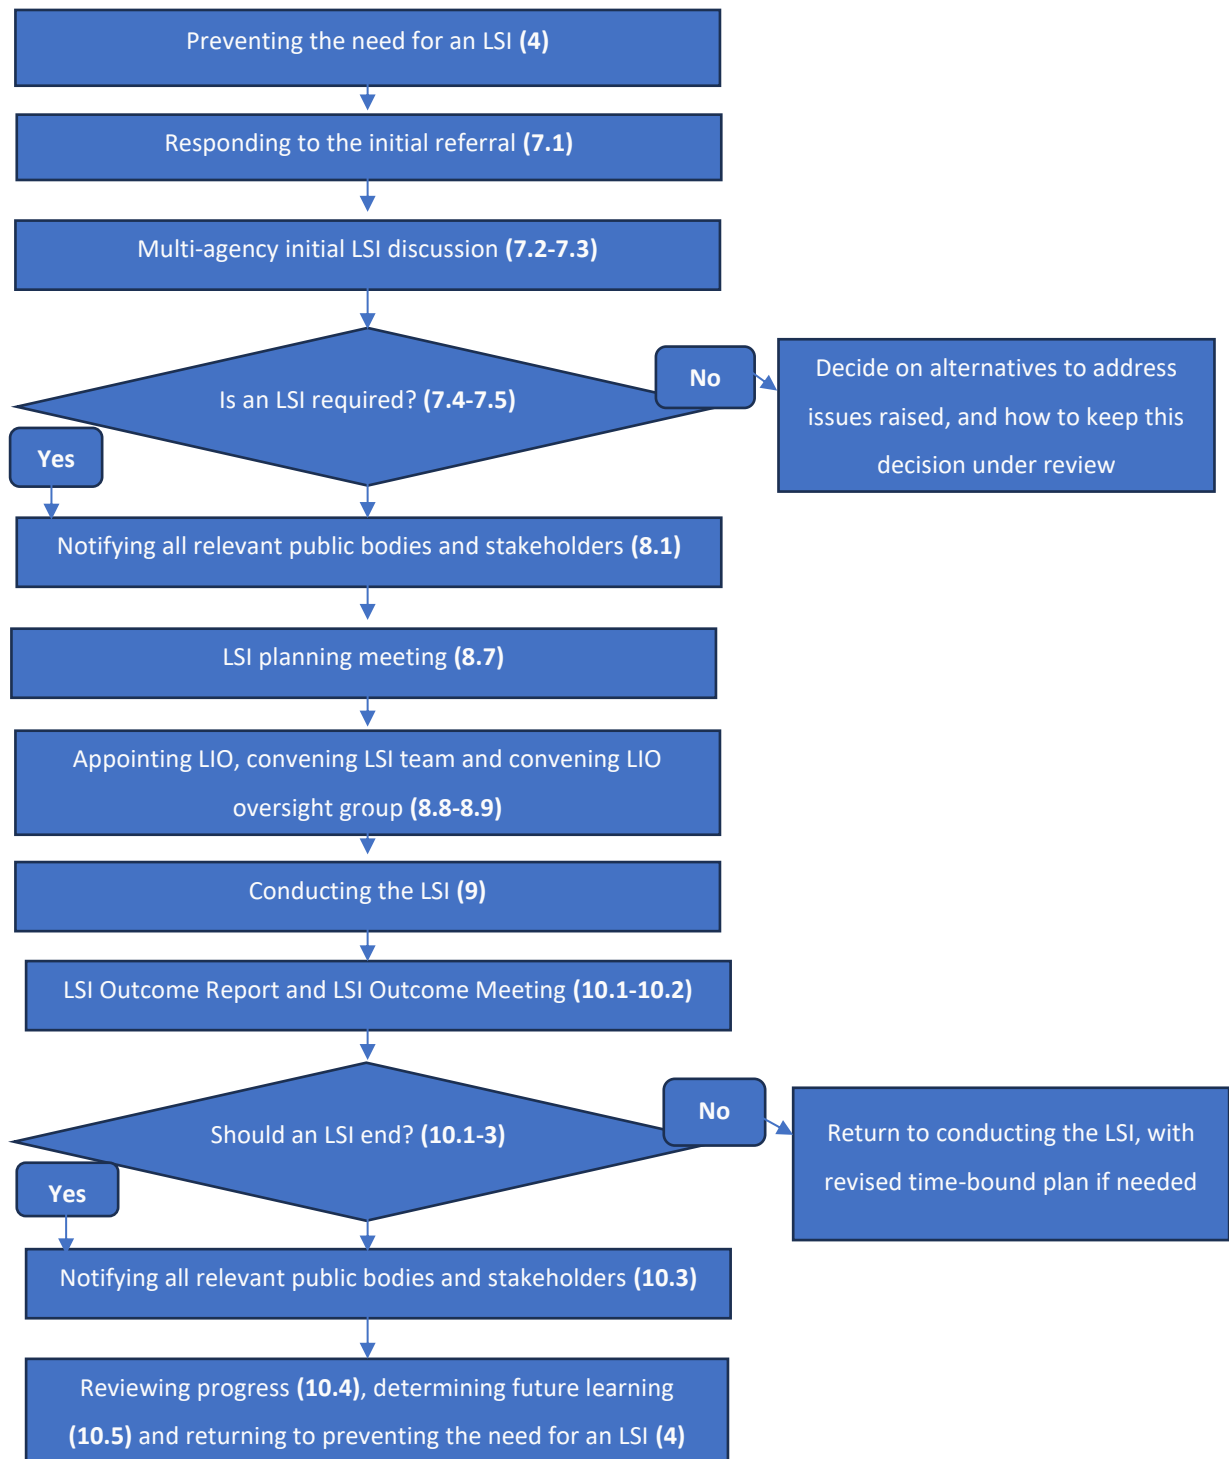 Preventing the need for an LSI (4)
Responding to the initial referral (7.1)
Multi-agency initial LSI discussion (7.2-7.3)
Is an LSI required? (7.4-7.5)
No
Decide on alternatives to address
issues raised, and how to keep this
decision under review
Yes
Notifying all relevant public bodies and stakeholders (8.1)
LSI planning meeting (8.7)
Appointing LIO, convening LSI team and convening LIO
oversight group (8.8-8.9)
Conducting the LSI (9)
LSI Outcome Report and LSI Outcome Meeting (10.1-10.2)
Should an LSI end? (10.1-3)
No
Return to conducting the LSI, with
revised time-bound plan if needed
Yes
Notifying all relevant public bodies and stakeholders (10.3)
Reviewing progress (10.4), determining future learning
(10.5) and returning to preventing the need for an LSI (4)